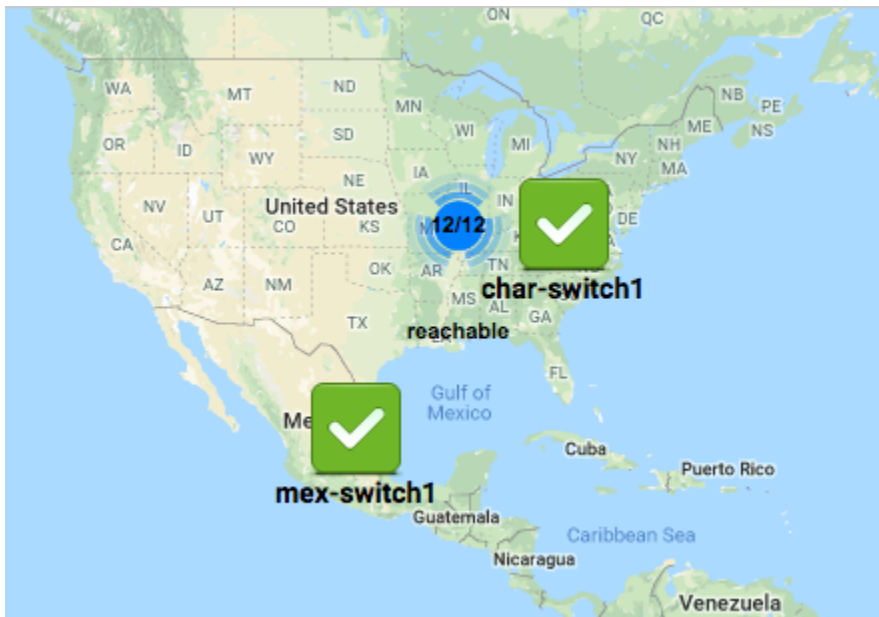 ON
QC
WA
MT
ND
MN
NB
PE
OR
ID
SD
WI
MI
ME
NS
WY
NY
NH
MA
NE
IA
IL
IN
NV
UT
United States
CO
KS
12/12
DE
CA
AZ
NM
OK
AR
TN
char-switch1
MS
AL
GA
TX
reachable
FL
Gulf of
Mexico
Cuba
Puerto Rico
mex-switch1
Guatemala
Caribbean Sea
Nicaragua
Venezuela